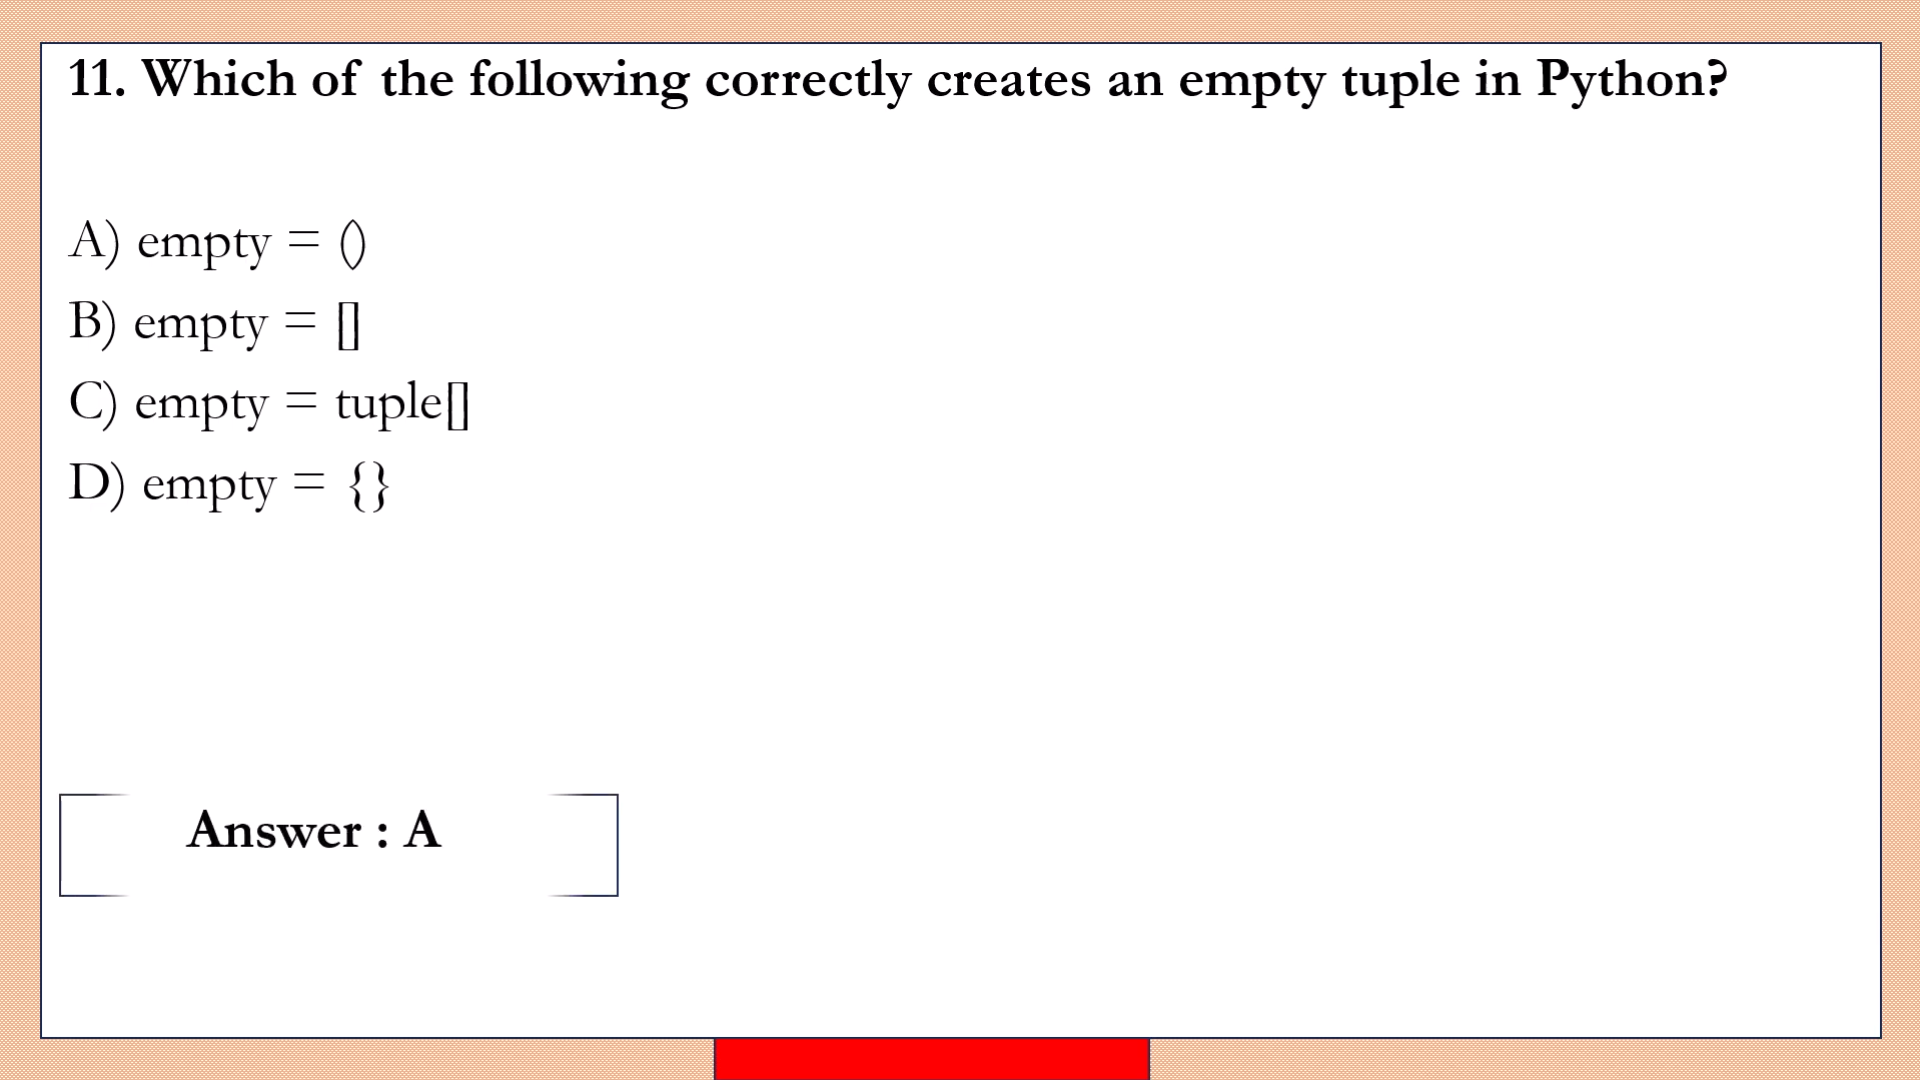 11. Which of the following correctly creates an empty tuple in Python?
A) empty = ()
B) empty = []
C) empty = tuple[]
D) empty = {}
Answer : A